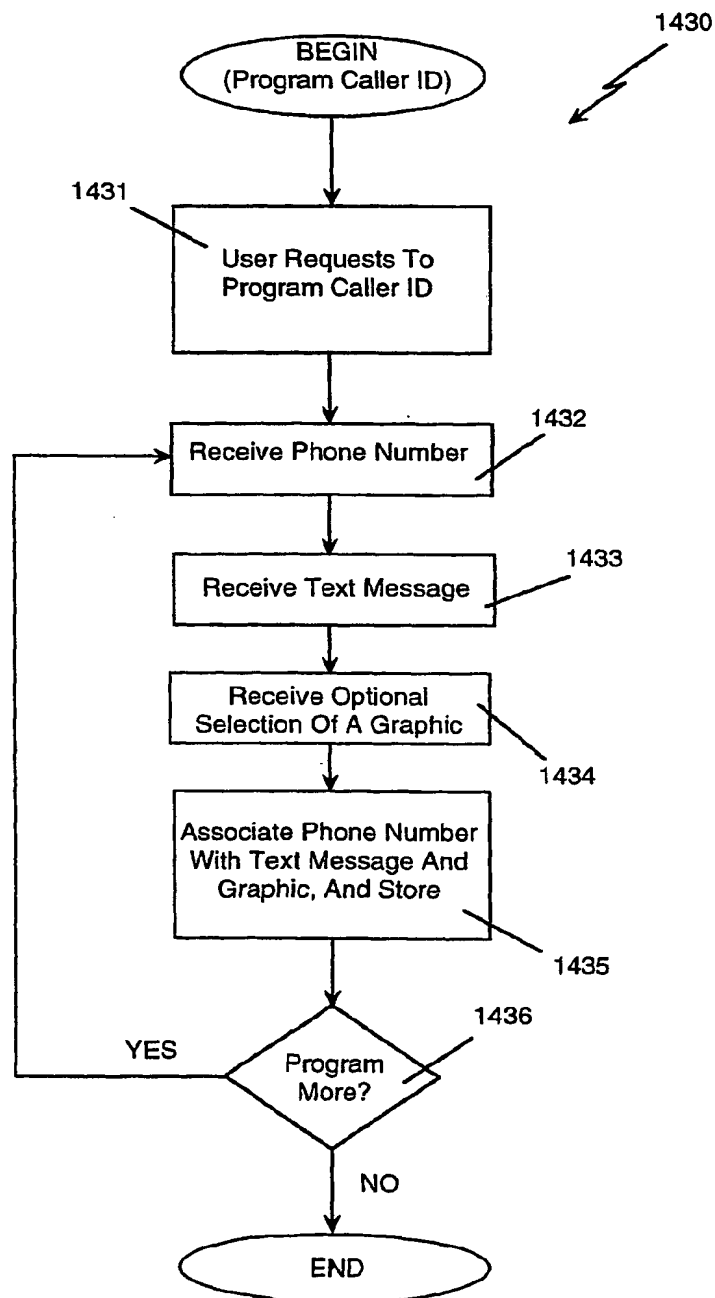 1430
BEGIN
(Program Caller ID)
1431
User Requests To
Program Caller ID
1432
Receive Phone Number
1433
Receive Text Message
Receive Optional
Selection Of A Graphic
1434
Associate Phone Number
With Text Message And
Graphic, And Store
1435
1436
YES
Program
More?
NO
END